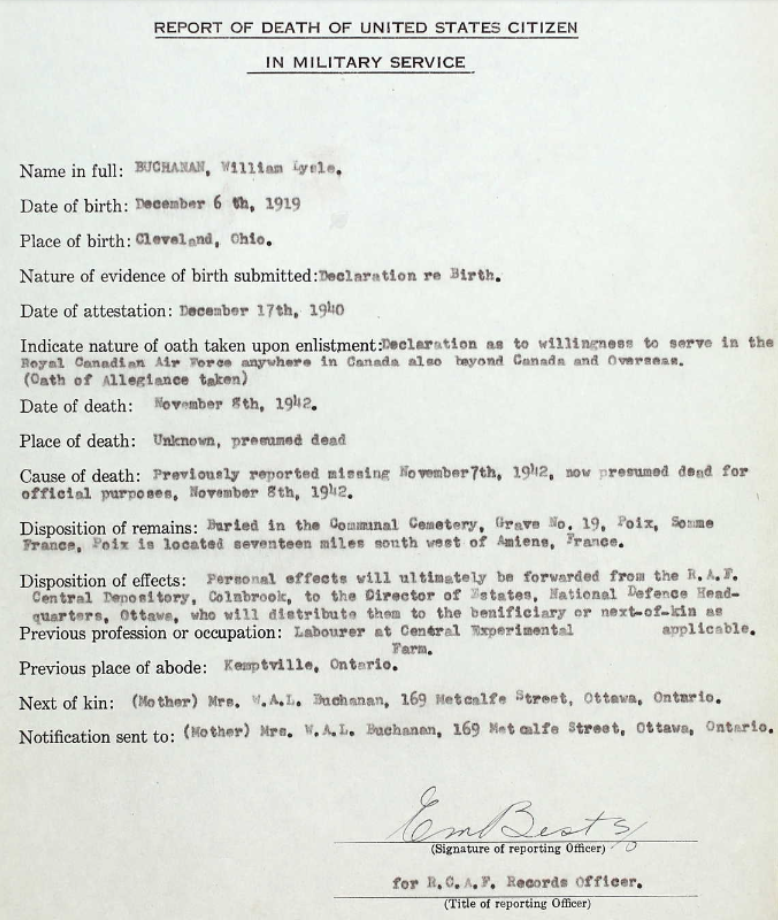 REPORT OF DEATH OF UNITED STATES CITIZEN
IN MILITARY SERVICE
Name in full: BUCHANAN, William Lysle.
Date of birth: December 6 th, 1919
Place of birth: Cleveland, Ohio.
Nature of evidence of birth submitted: Declaration re Birth.
Date of attestation: December 17th, 1940
Indicate nature of oath taken upon enlistment: Declaration as to willingness to serve in the
Royal Canadian Air Force anywhere in Canada also beyond Canada and Overseas.
(Oath of Allegiance taken)
Date of death: November 8th, 1942.
Place of death: Unknown, presumed dead
Cause of death: Previously reported missing November 7th, 1942, now presumed dead for
official purposes, November 8th, 1942.
Disposition of remains: Buried in the Communal Cemetery, Grave No. 19, Poix, Somme
France, Poix is located seventeen miles south west of Amiens, France.
Disposition of effects: Personal effects will ultimately be forwarded from the R.A.F.
Central Depository, Colnbrook, to the Director of Estates, National Defence Head-
quarters, Ottawa, who will distribute them to the benificiary or next-of-kin as
Previous profession or occupation: Labourer at Central Experimental applicable.
Farm.
Previous place of abode: Kemptville, Ontario.
Next of kin: (Mother) Mrs. W.A.L. Buchanan, 169 Metcalfe Street, Ottawa, Ontario.
Notification sent to: (Mother) Mrs. W.A.L. Buchanan, 169 Metcalfe Street, Ottawa, Ontario.
EmBest S/O
(Signature of reporting Officer)
for R.C.A.F. Records Officer.
(Title of reporting Officer)